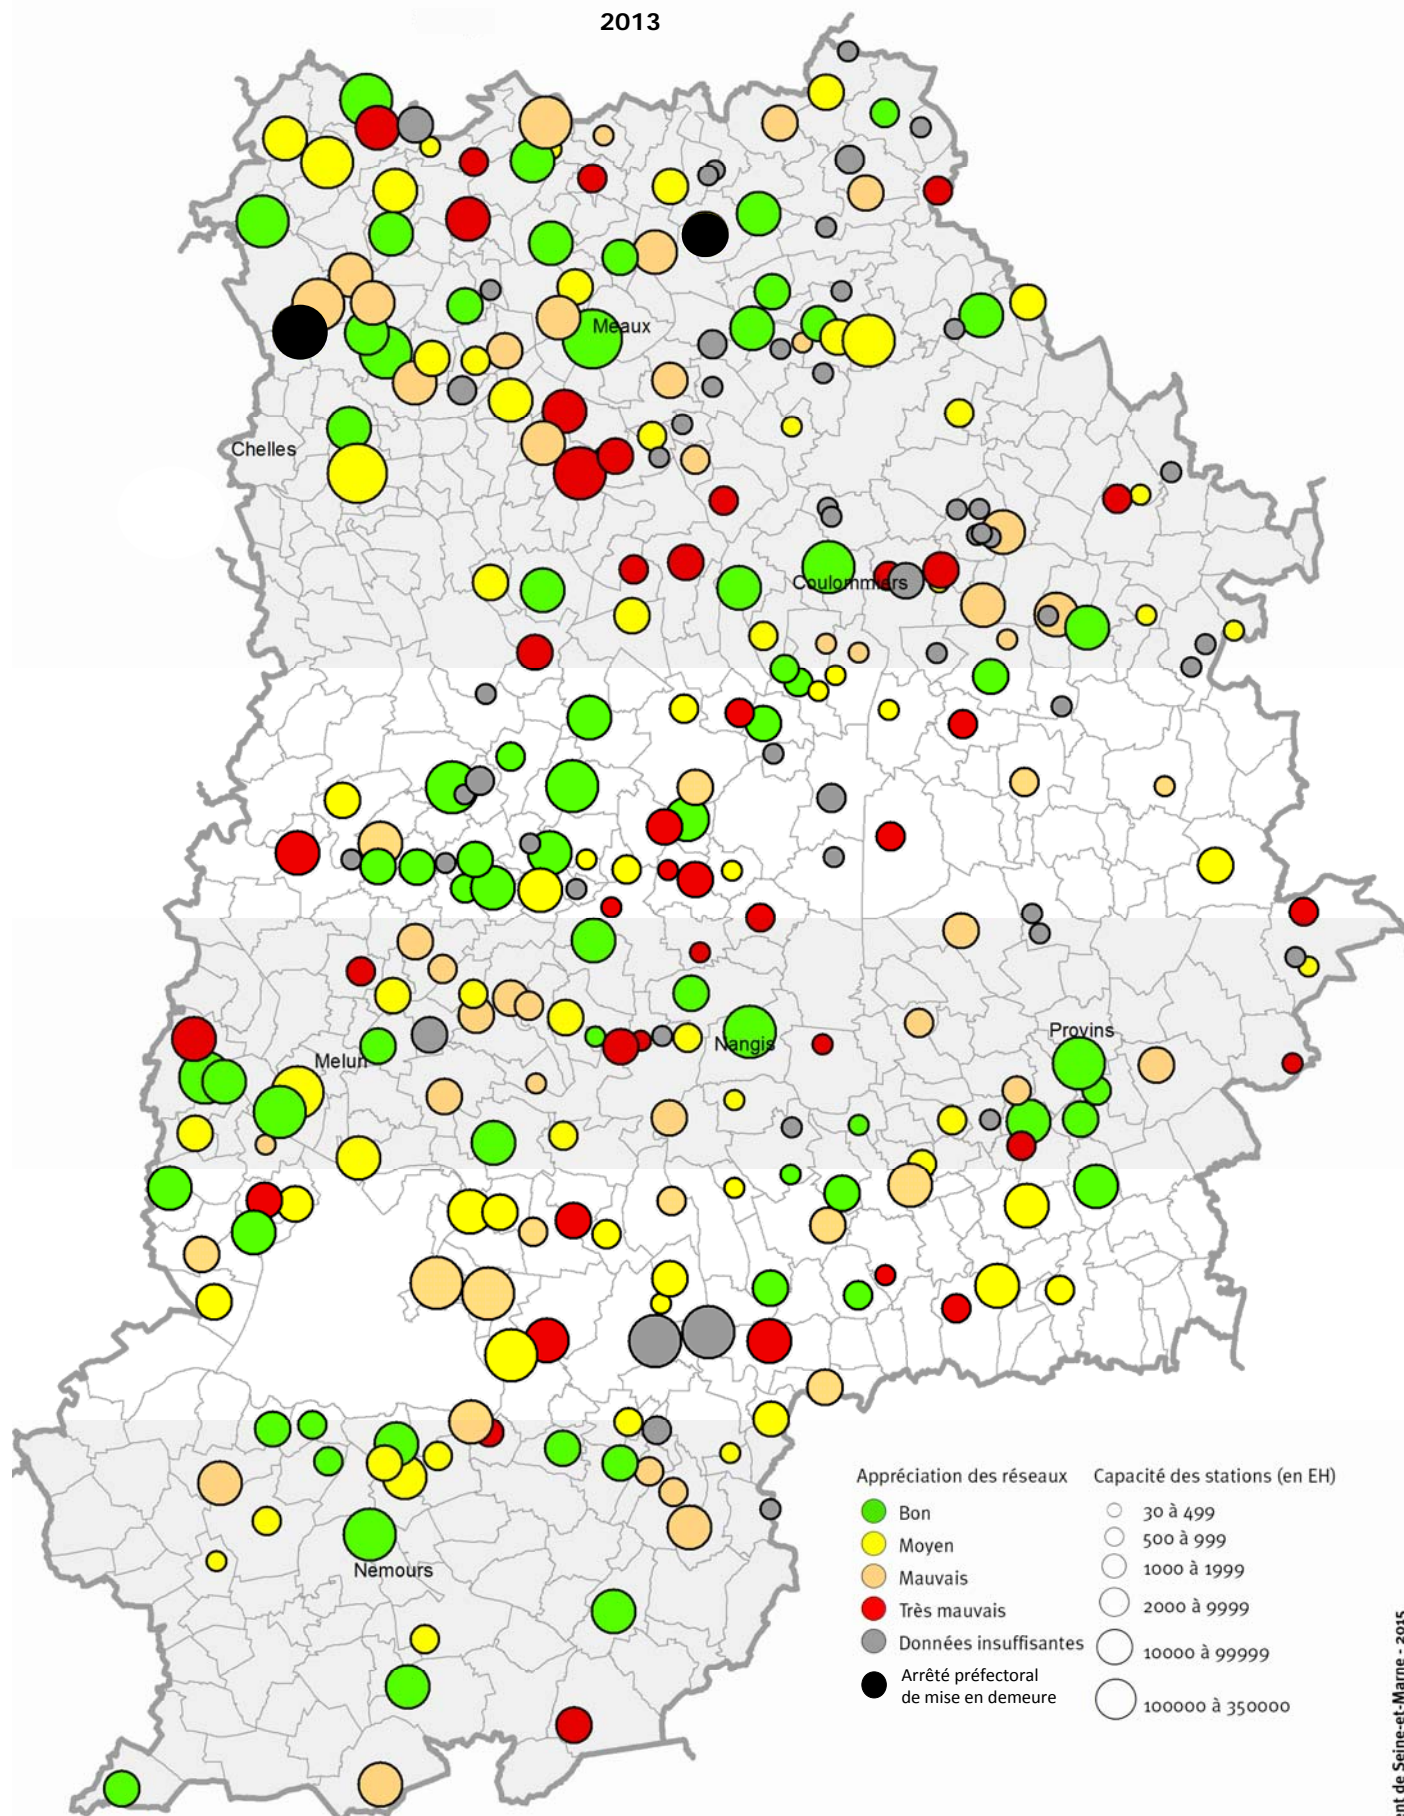 2013
Meaux
Chelles
Coulommiers
Provins
Nangis
Melun
Nemours
Appréciation des réseaux
Bon
Moyen
Mauvais
Très mauvais
Données insuffisantes
Arrêté préfectoral
de mise en demeure
Capacité des stations (en EH)
30 à 499
500 à 999
1000 à 1999
2000 à 9999
10000 à 99999
100000 à 350000
de Seine-et-Marne - 2015